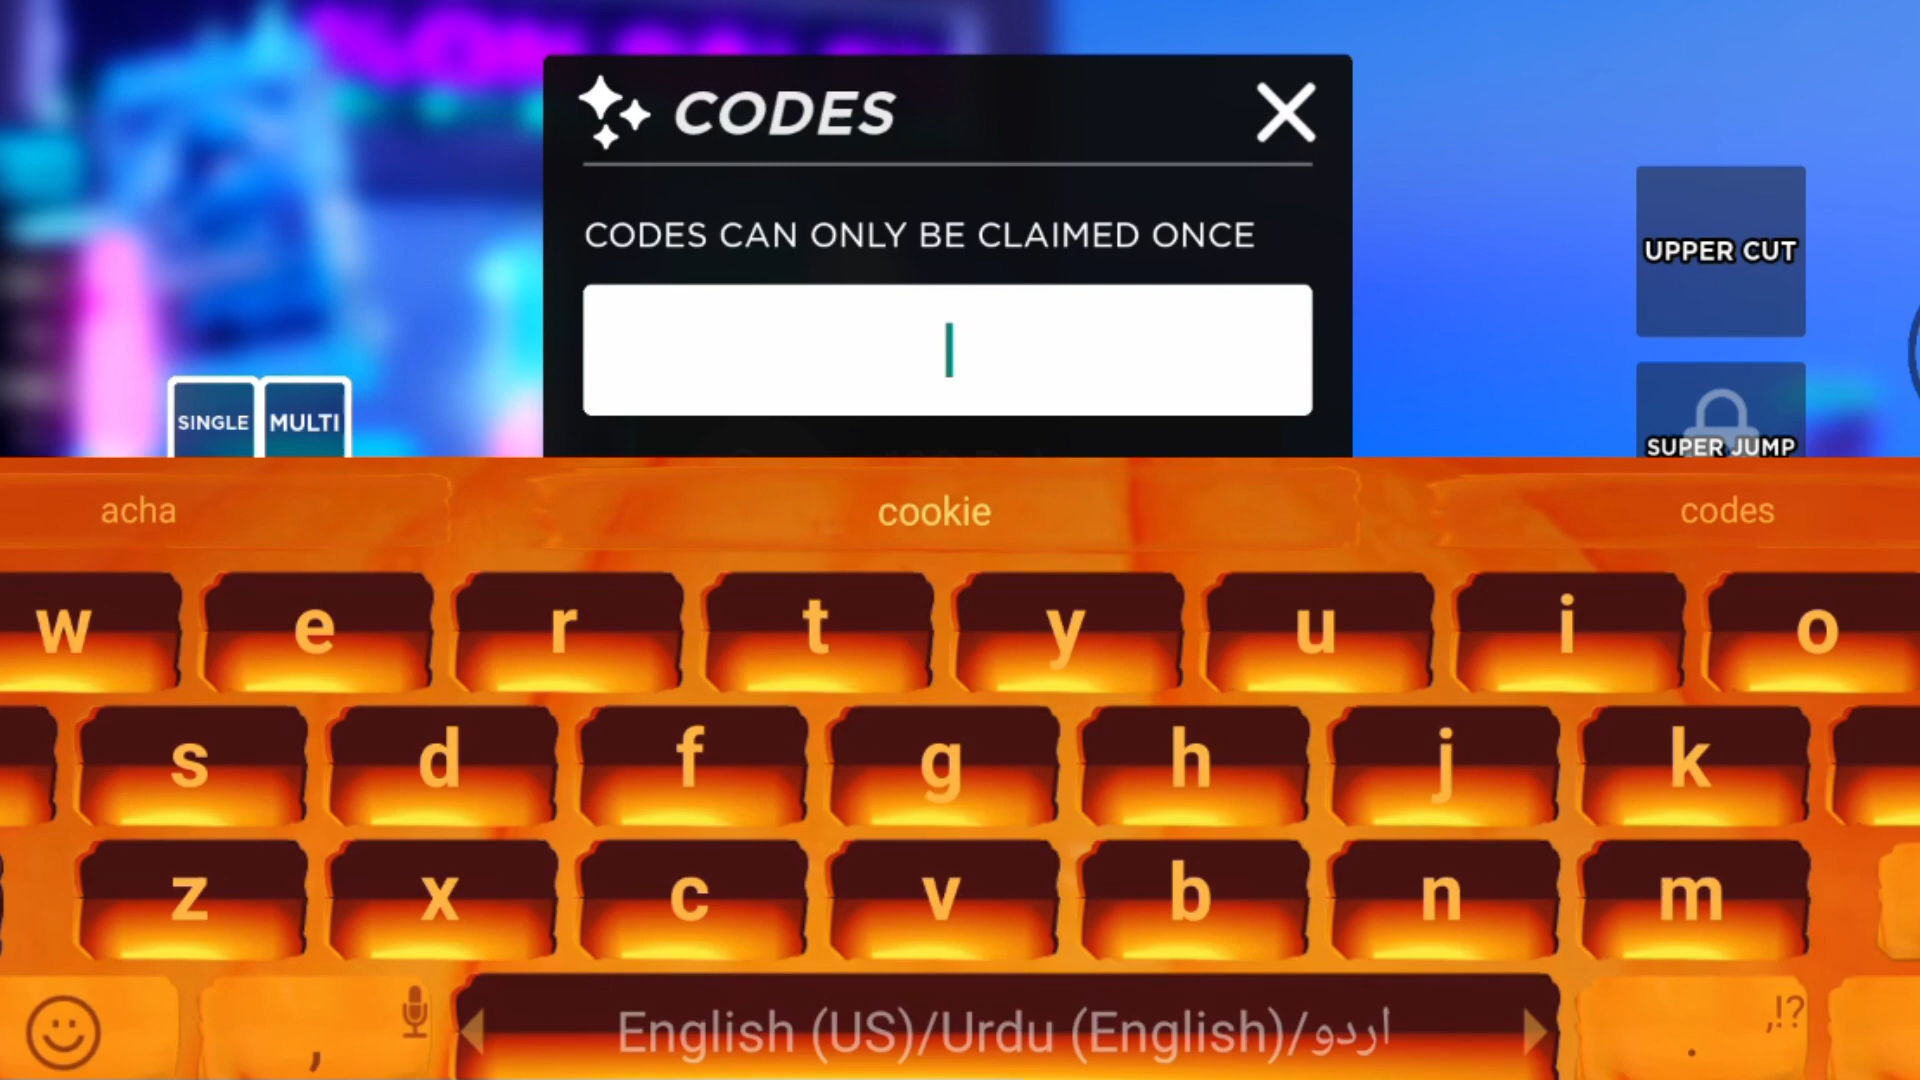 CODES
CODES CAN ONLY BE CLAIMED ONCE
UPPER CUT
SINGLE MULTI
SUPER JUMP
acha cookie codes
w e r t y u i o
s d f g h j k
z x c v b n m
, English (US)/Urdu (English)/اردو . ,!?